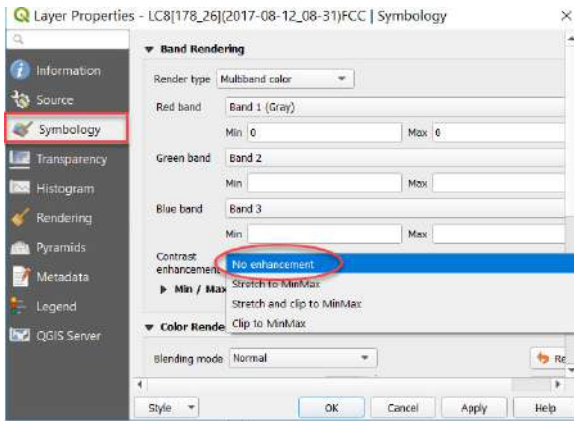 Layer Properties - LC8[178_26](2017-08-12_08-31)FCC | Symbology
Information
Source
Symbology
Transparency
Histogram
Rendering
Pyramids
Metadata
Legend
QGIS Server
Band Rendering
Render type Multiband color
Red band Band 1 (Gray)
Min 0 Max 0
Green band Band 2
Min Max
Blue band Band 3
Min Max
Contrast
enhancement No enhancement
Stretch to MinMax
Stretch and clip to MinMax
Clip to MinMax
Min / Max
Color Rende
Blending mode Normal Re
Style OK Cancel Apply Help